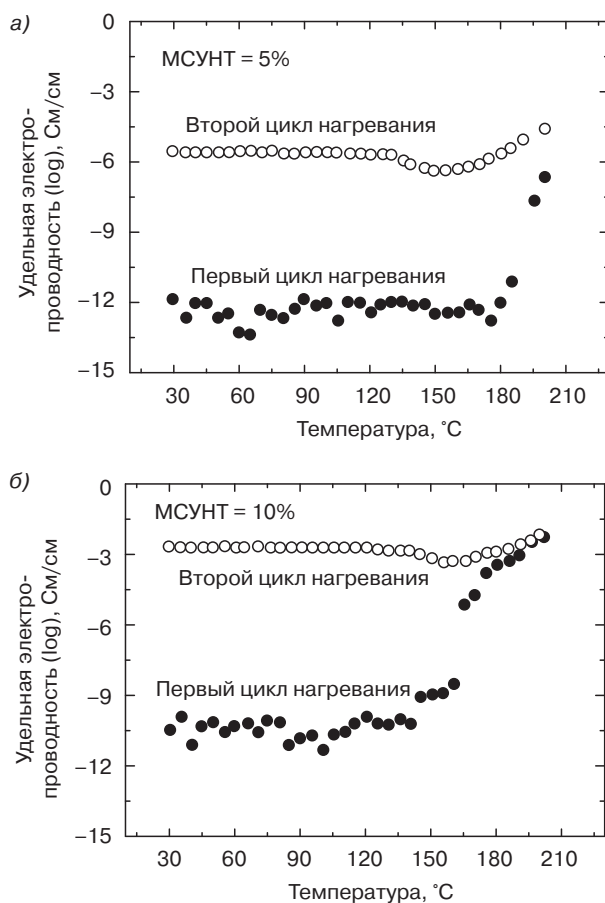 а)
МСУНТ = 5%
Второй цикл нагревания
Первый цикл нагревания
Удельная электро-
проводность (log), См/см
0
−3
−6
−9
−12
−15
30 60 90 120 150 180 210
Температура, °С
б)
МСУНТ = 10%
Второй цикл нагревания
Первый цикл нагревания
Удельная электро-
проводность (log), См/см
0
−3
−6
−9
−12
−15
30 60 90 120 150 180 210
Температура, °С